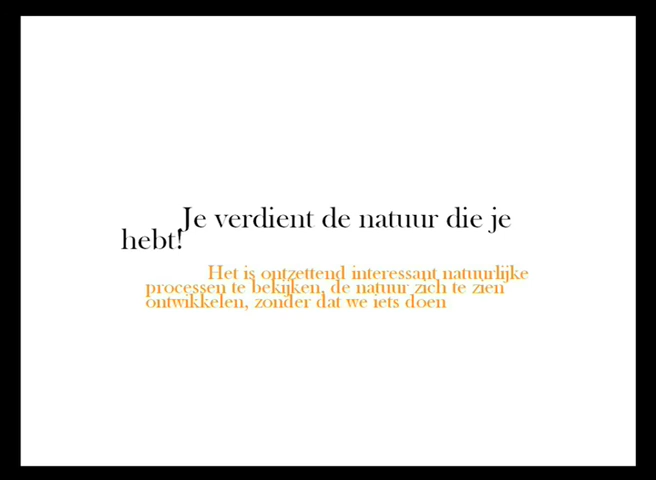 Je verdient de natuur die je
hebt!
Het is ontzettend interessant natuurlijke
processen te bekijken, de natuur zich te zien
ontwikkelen, zonder dat we iets doen